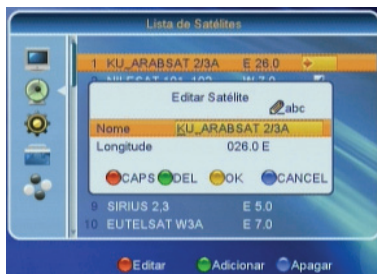 Lista de Satélites
1 KU_ARABSAT 2/3A E 26.0
Editar Satélite
abc
Nome KU_ARABSAT 2/3A
Longitude 026.0 E
CAPS DEL OK CANCEL
9 SIRIUS 2,3 E 5.0
10 EUTELSAT W3A E 7.0
Editar Adicionar Apagar